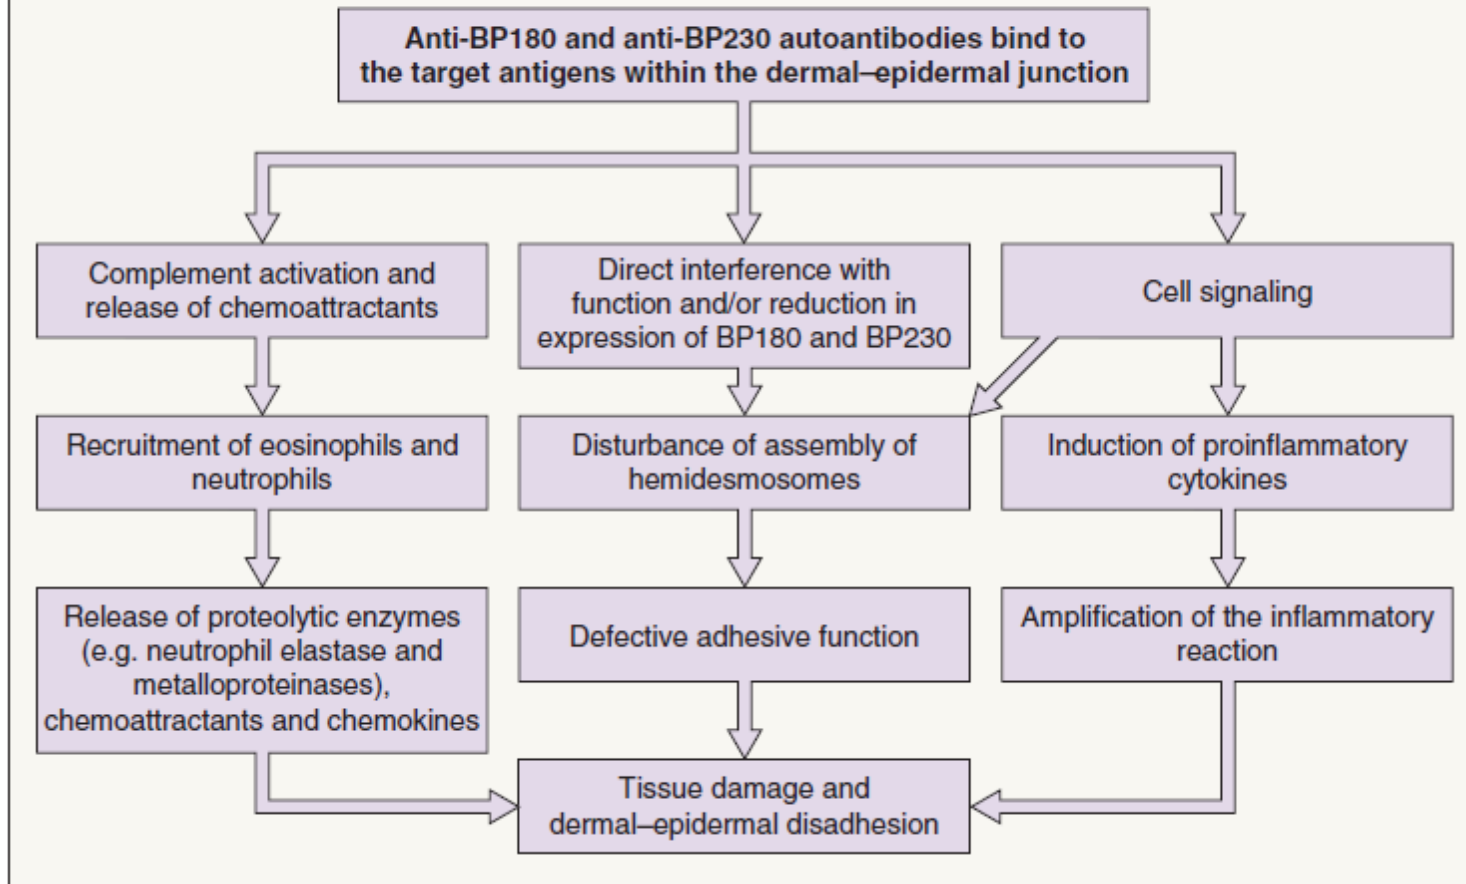 Anti-BP180 and anti-BP230 autoantibodies bind to
the target antigens within the dermal–epidermal junction
Complement activation and
release of chemoattractants
Direct interference with
function and/or reduction in
expression of BP180 and BP230
Cell signaling
Recruitment of eosinophils and
neutrophils
Disturbance of assembly of
hemidesmosomes
Induction of proinflammatory
cytokines
Release of proteolytic enzymes
(e.g. neutrophil elastase and
metalloproteinases),
chemoattractants and chemokines
Defective adhesive function
Amplification of the inflammatory
reaction
Tissue damage and
dermal–epidermal disadhesion